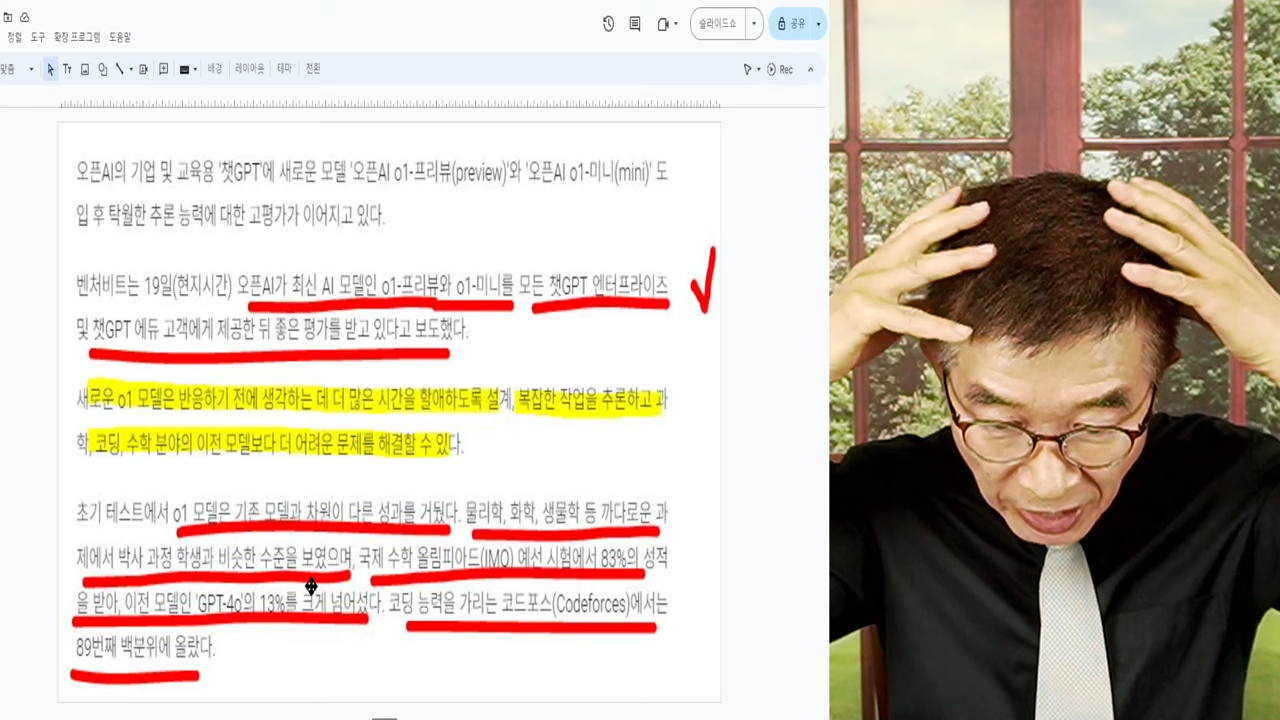 정렬 도구 확장 프로그램 도움말
슬라이드쇼
공유
맞춤
배경 레이아웃 테마 전환
Rec
오픈AI의 기업 및 교육용 '챗GPT'에 새로운 모델 '오픈AI o1-프리뷰(preview)'와 '오픈AI o1-미니(mini)' 도
입 후 탁월한 추론 능력에 대한 고평가가 이어지고 있다.
벤처비트는 19일(현지시간) 오픈AI가 최신 AI 모델인 o1-프리뷰와 o1-미니를 모든 챗GPT 엔터프라이즈
및 챗GPT 에듀 고객에게 제공한 뒤 좋은 평가를 받고 있다고 보도했다.
새로운 o1 모델은 반응하기 전에 생각하는 데 더 많은 시간을 할애하도록 설계, 복잡한 작업을 추론하고 과
학, 코딩, 수학 분야의 이전 모델보다 더 어려운 문제를 해결할 수 있다.
초기 테스트에서 o1 모델은 기존 모델과 차원이 다른 성과를 거뒀다. 물리학, 화학, 생물학 등 까다로운 과
제에서 박사 과정 학생과 비슷한 수준을 보였으며, 국제 수학 올림피아드(IMO) 예선 시험에서 83%의 성적
을 받아, 이전 모델인 'GPT-4o'의 13%를 크게 넘어섰다. 코딩 능력을 가리는 코드포스(Codeforces)에서는
89번째 백분위에 올랐다.